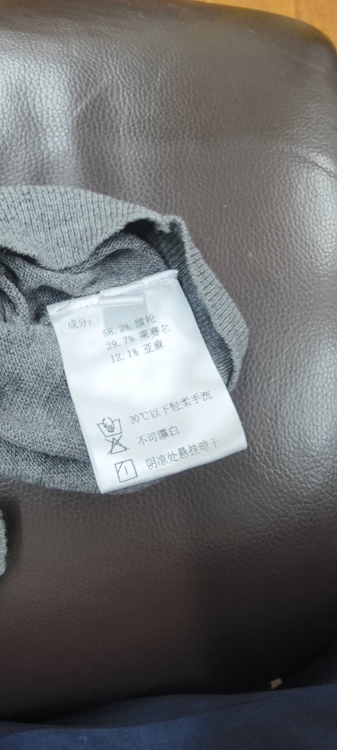 成分:
58.2% 腈纶
29.7% 莱赛尔
12.1% 亚麻
30℃以下轻柔手洗
不可漂白
阴凉处悬挂晾干